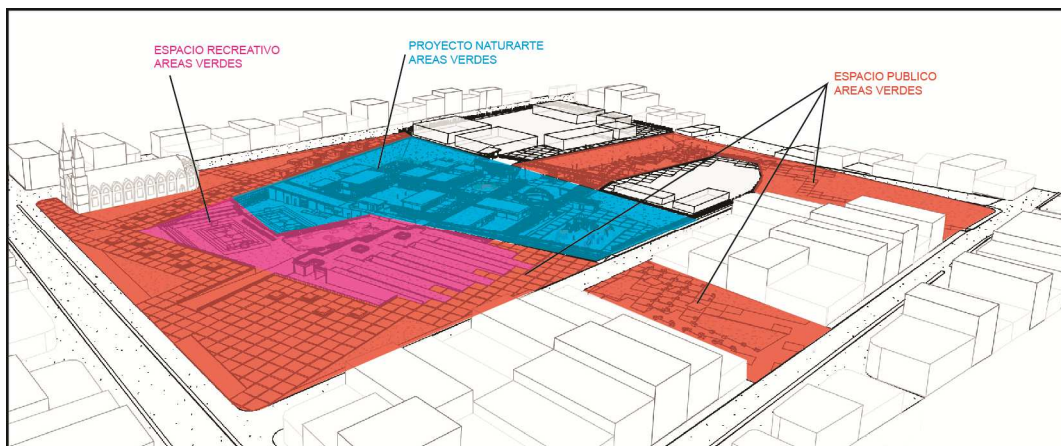 ESPACIO RECREATIVO
AREAS VERDES
PROYECTO NATURARTE
AREAS VERDES
ESPACIO PUBLICO
AREAS VERDES